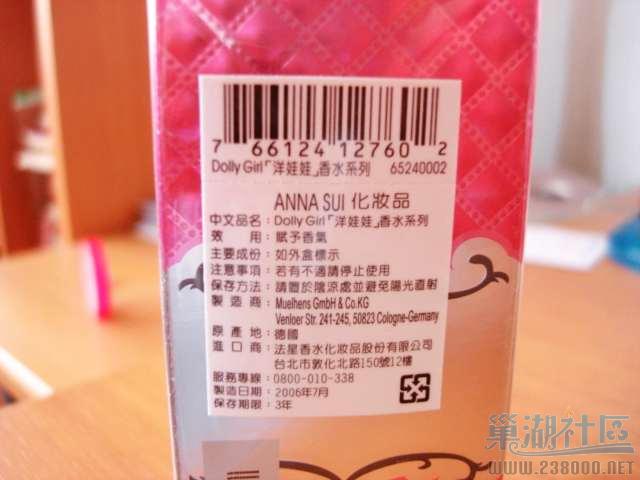 7 66124 12760 2
Dolly Girl「洋娃娃」香水系列 65240002
ANNA SUI 化妝品
中文品名：Dolly Girl「洋娃娃」香水系列
效 用：賦予香氣
主要成份：如外盒標示
注意事項：若有不適請停止使用
保存方法：請置於陰涼處並避免陽光直射
製 造 商：Muelhens GmbH & Co.KG
Venloer Str. 241-245, 50823 Cologne-Germany
原 產 地：德國
進 口 商：法星香水化妝品股份有限公司
台北市敦化北路150號12樓
服務專線：0800-010-338
製造日期：2006年7月
保存期限：3年
巢湖社區
WWW.238000.NET